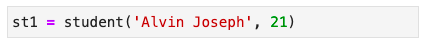 st1 = student('Alvin Joseph', 21)